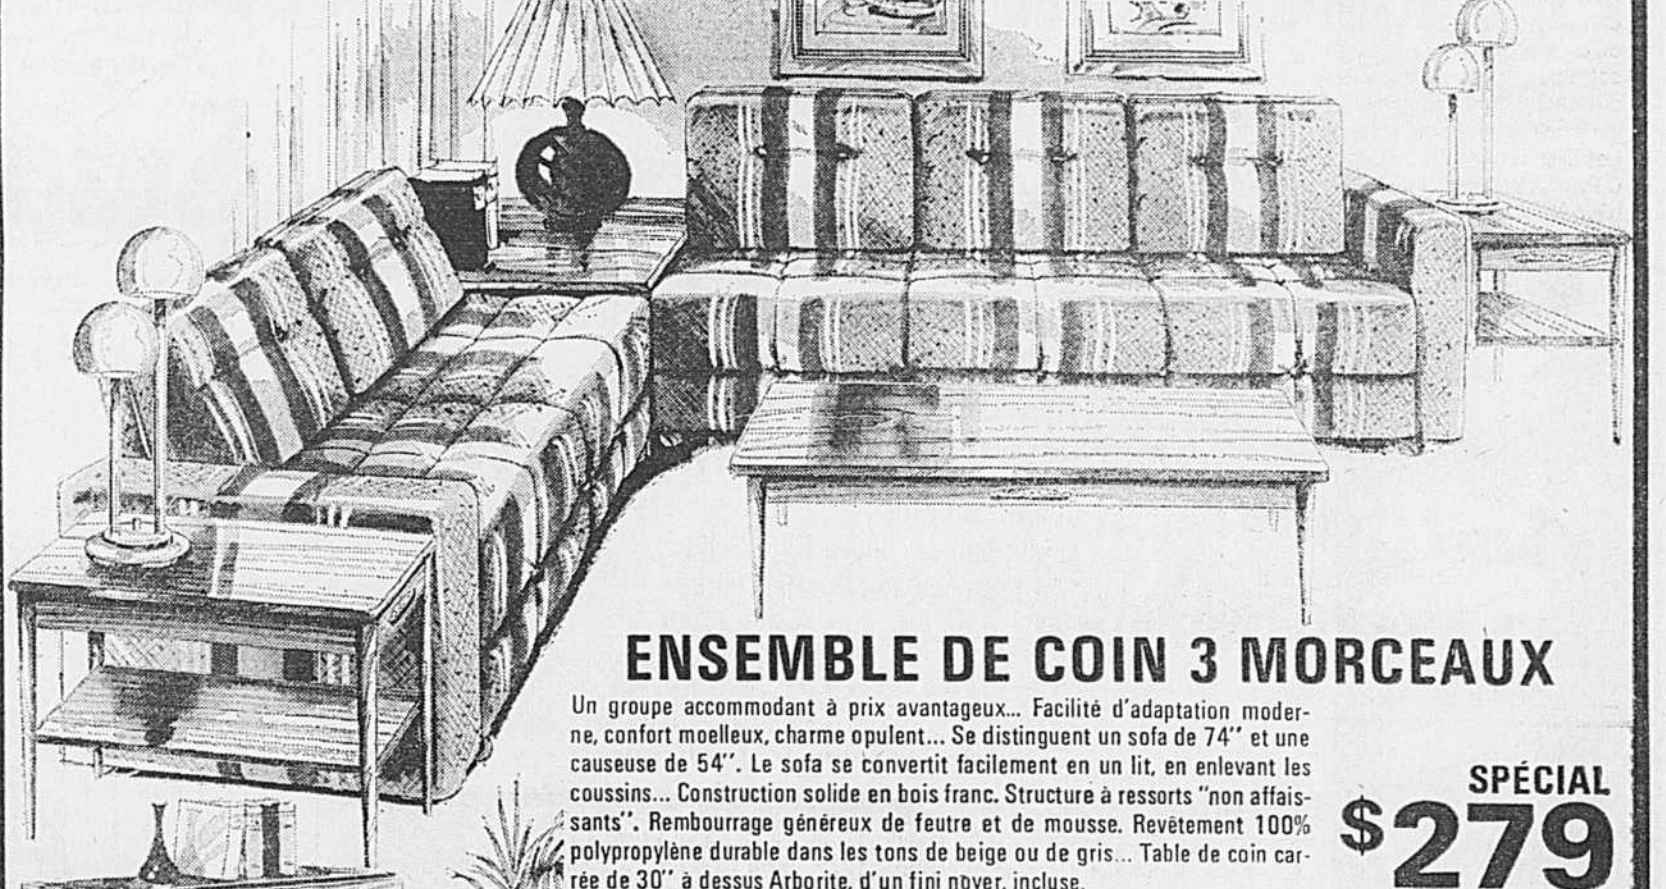 ENSEMBLE DE COIN 3 MORCEAUX
Un groupe accommodant à prix avantageux... Facilité d'adaptation moder-
ne, confort moelleux, charme opulent... Se distinguent un sofa de 74" et une
causeuse de 54". Le sofa se convertit facilement en un lit, en enlevant les
coussins... Construction solide en bois franc. Structure à ressorts "non affais-
sants". Rembourrage généreux de feutre et de mousse. Revêtement 100%
polypropylène durable dans les tons de beige ou de gris... Table de coin car-
rée de 30" à dessus Arborite, d'un fini noyer, incluse.
SPÉCIAL
$279